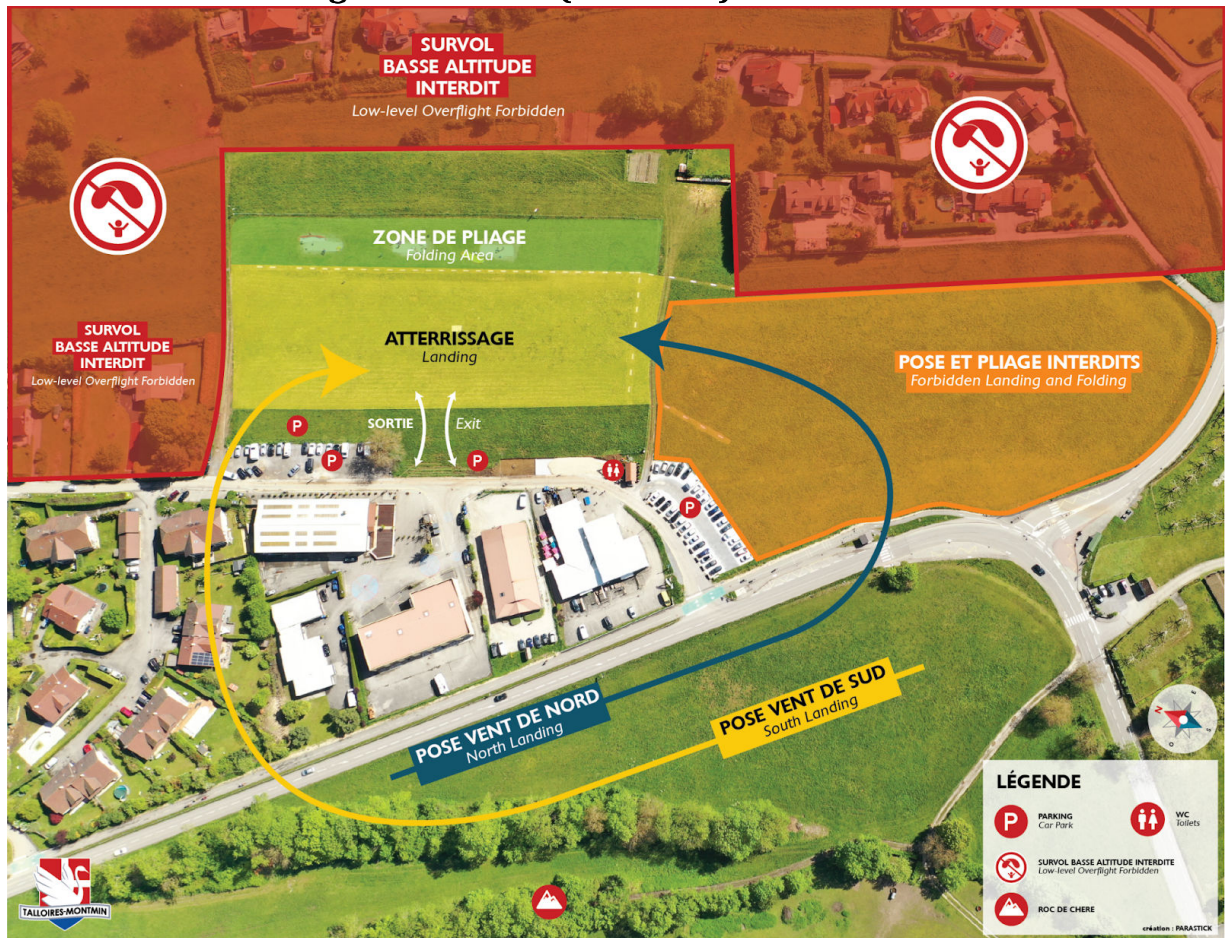 SURVOL
BASSE ALTITUDE
INTERDIT
Low-level Overflight Forbidden
ZONE DE PLIAGE
Folding Area
SURVOL
BASSE ALTITUDE
INTERDIT
Low-level Overflight Forbidden
ATTERRISSAGE
Landing
POSE ET PLIAGE INTERDITS
Forbidden Landing and Folding
SORTIE
Exit
P
P
P
P
POSE VENT DE NORD
North Landing
POSE VENT DE SUD
South Landing
N
E
S
O
LÉGENDE
P
PARKING
Car Park
WC
Toilets
SURVOL BASSE ALTITUDE INTERDITE
Low-level Overflight Forbidden
ROC DE CHERE
création : PARASTICK
TALLOIRES-MONTMIN